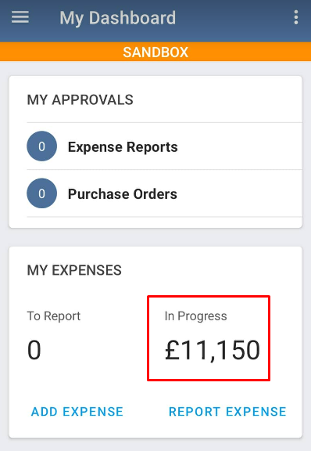 My Dashboard
SANDBOX
MY APPROVALS
0 Expense Reports
0 Purchase Orders
MY EXPENSES
To Report In Progress
0 £11,150
ADD EXPENSE REPORT EXPENSE